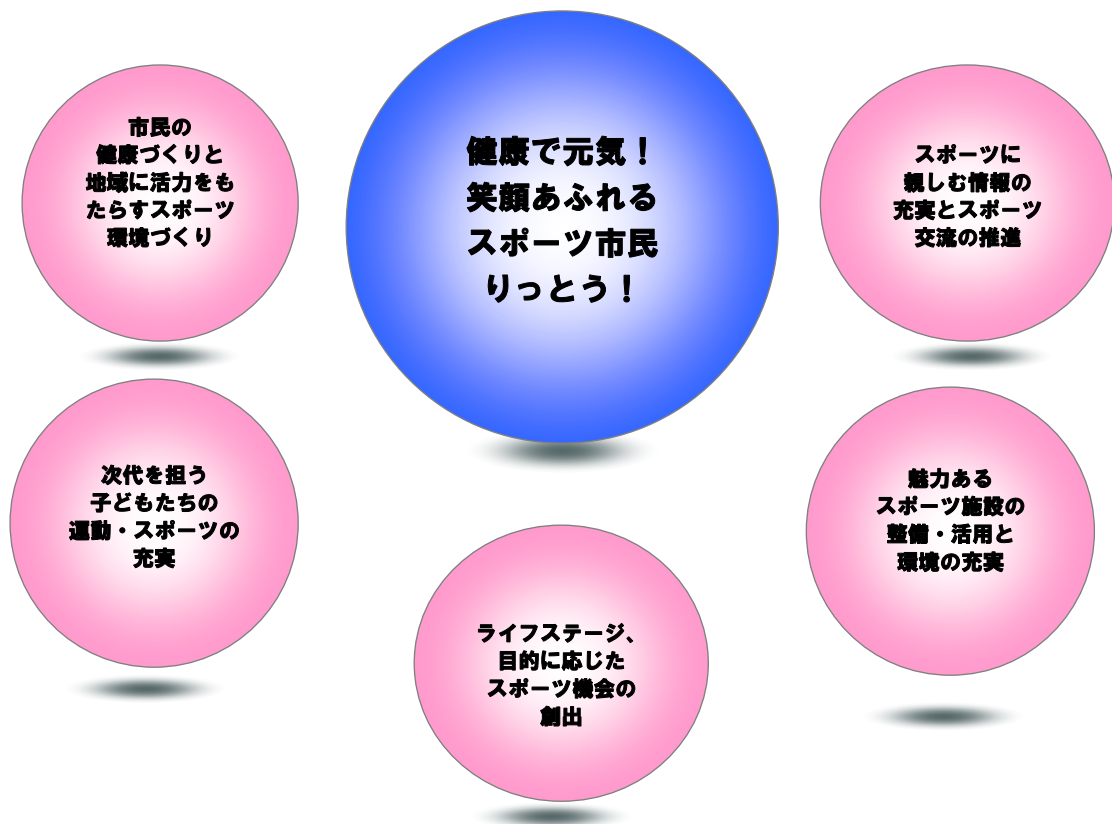 市民の
健康づくりと
地域に活力をも
たらすスポーツ
環境づくり
健康で元気！
笑顔あふれる
スポーツ市民
りっとう！
スポーツに
親しむ情報の
充実とスポーツ
交流の推進
次代を担う
子どもたちの
運動・スポーツの
充実
魅力ある
スポーツ施設の
整備・活用と
環境の充実
ライフステージ、
目的に応じた
スポーツ機会の
創出